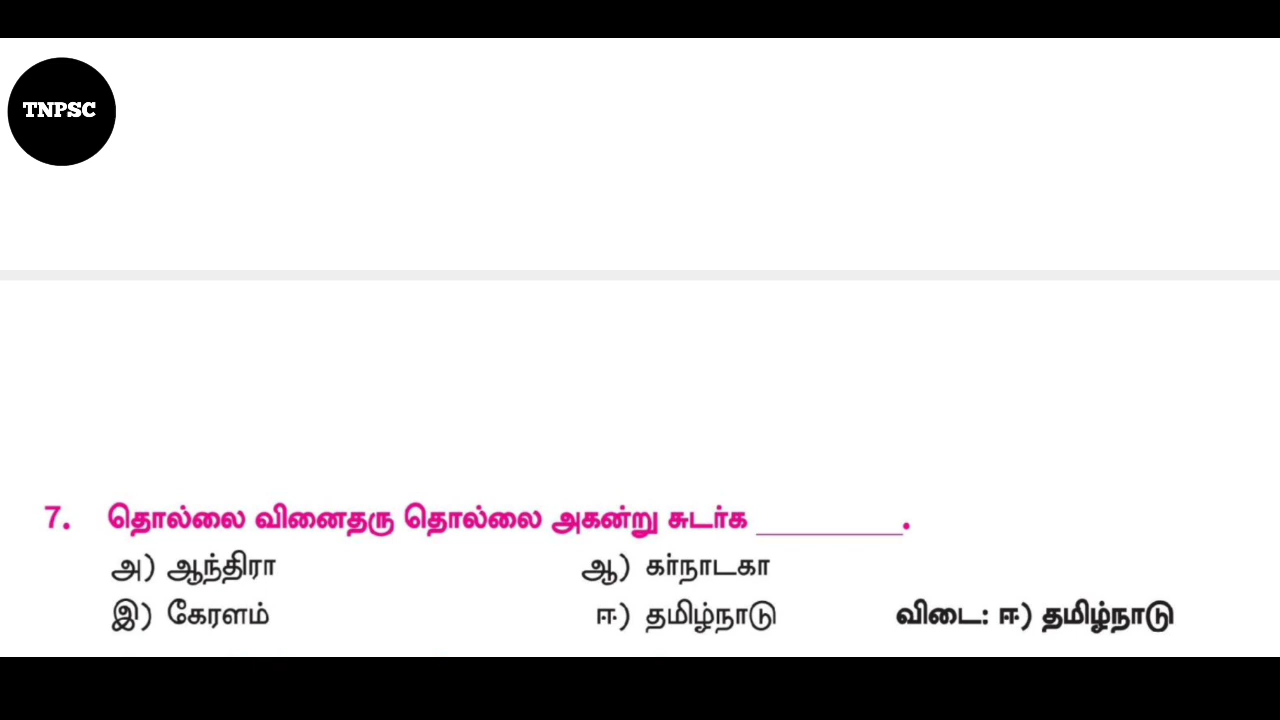 TNPSC
7. தொல்லை வினைதரு தொல்லை அகன்று சுடர்க __________.
அ) ஆந்திரா ஆ) கர்நாடகா
இ) கேரளம் ஈ) தமிழ்நாடு விடை: ஈ) தமிழ்நாடு